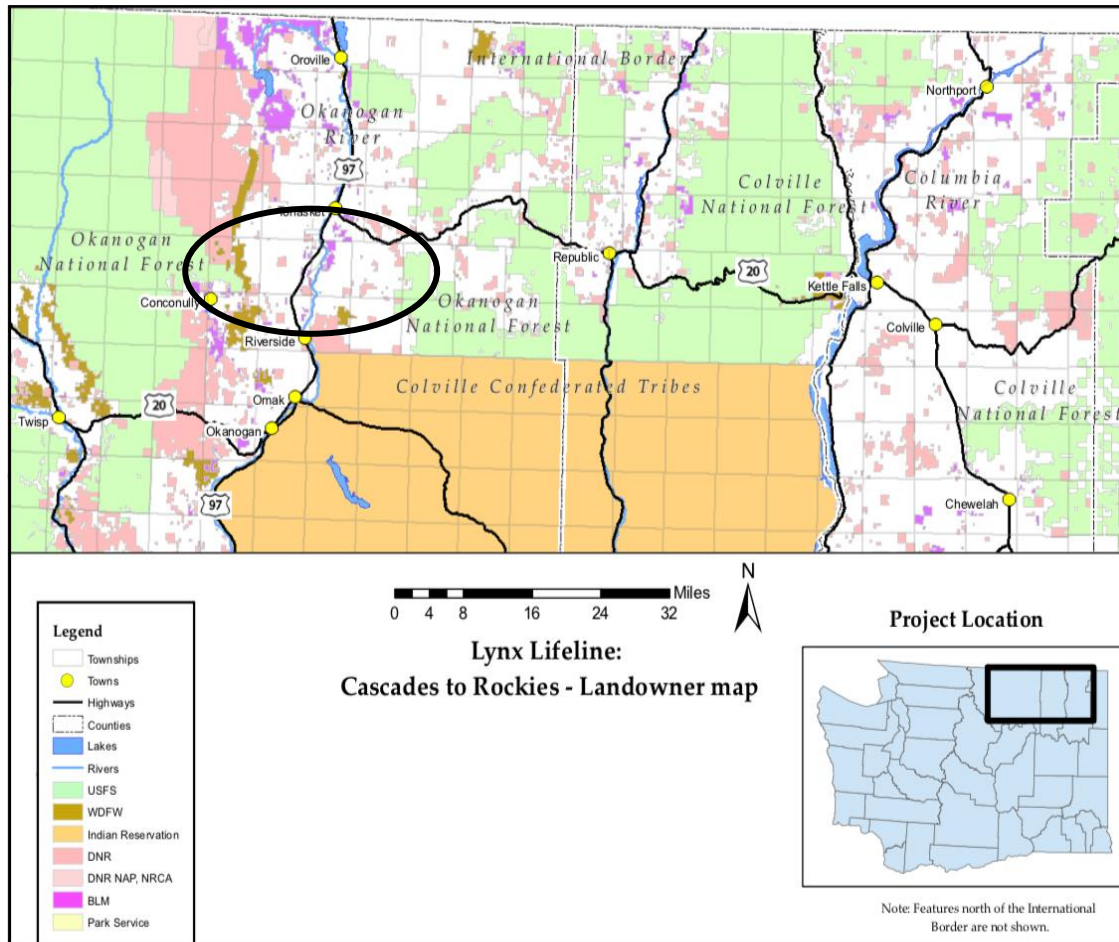 Oroville
International Border
Northport
Okanogan
River
97
Tonasket
Colville
National Forest
Columbia
River
Okanogan
National Forest
Republic
20
Kettle Falls
Conconully
Okanogan
National Forest
Riverside
Colville
Colville Confederated Tribes
Colville
National Forest
Omak
20
Twisp
Okanogan
97
Chewelah
N
Miles
0 4 8 16 24 32
Lynx Lifeline:
Cascades to Rockies - Landowner map
Legend
Townships
Towns
Highways
Counties
Lakes
Rivers
USFS
WDFW
Indian Reservation
DNR
DNR NAP, NRCA
BLM
Park Service
Project Location
Note: Features north of the International
Border are not shown.